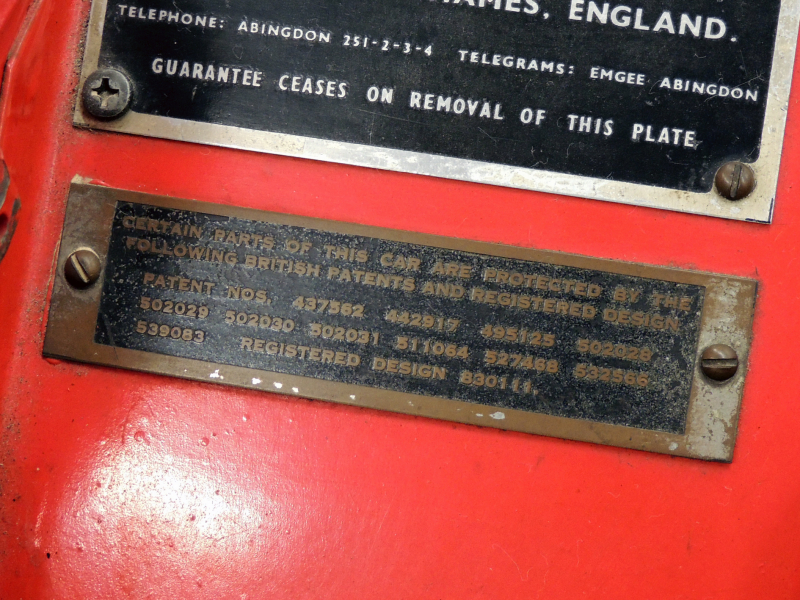 THAMES, ENGLAND.
TELEPHONE: ABINGDON 251-2-3-4 TELEGRAMS: EMGEE ABINGDON
GUARANTEE CEASES ON REMOVAL OF THIS PLATE
CERTAIN PARTS OF THIS CAR ARE PROTECTED BY THE
FOLLOWING BRITISH PATENTS AND REGISTERED DESIGN
PATENT NOS. 437562 442917 495125 502028
502029 502030 502031 511064 527468 532566
539083 REGISTERED DESIGN 830111.